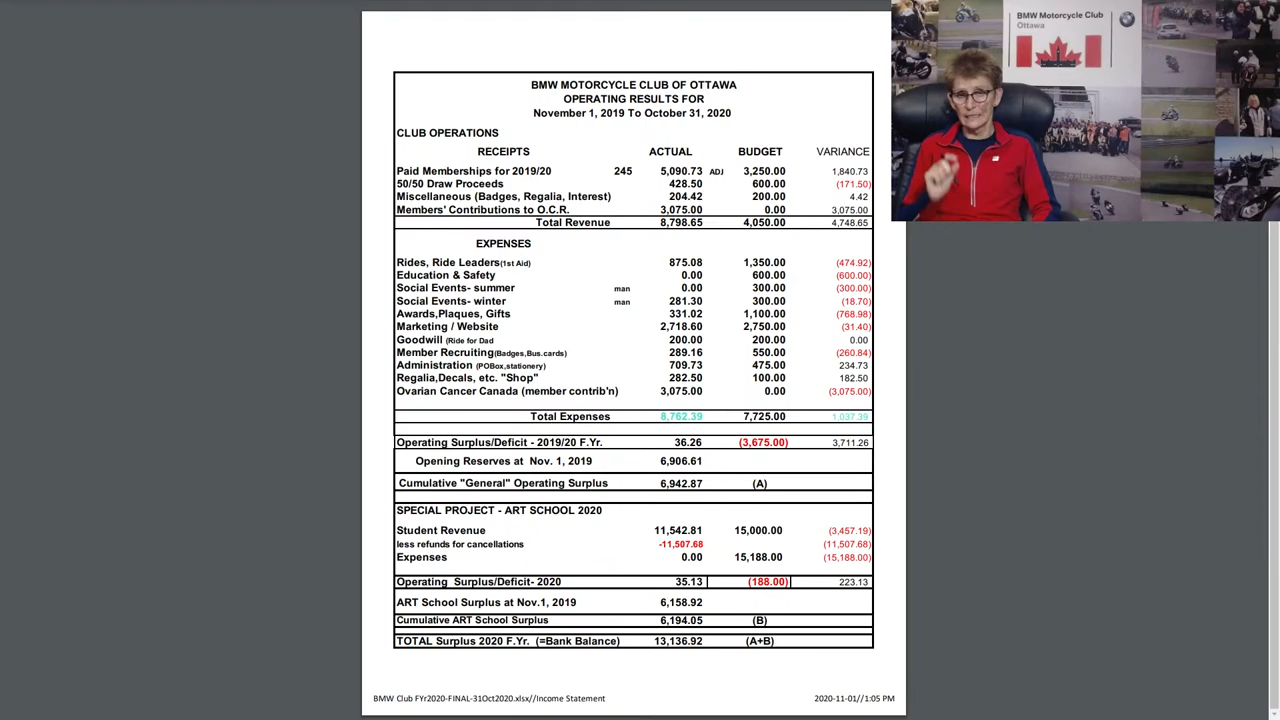 BMW Motorcycle Club
Ottawa
BMW MOTORCYCLE CLUB OF OTTAWA
OPERATING RESULTS FOR
November 1, 2019 To October 31, 2020
CLUB OPERATIONS
RECEIPTS ACTUAL BUDGET VARIANCE
Paid Memberships for 2019/20 245 5,090.73 ADJ 3,250.00 1,840.73
50/50 Draw Proceeds 428.50 600.00 (171.50)
Miscellaneous (Badges, Regalia, Interest) 204.42 200.00 4.42
Members' Contributions to O.C.R. 3,075.00 0.00 3,075.00
Total Revenue 8,798.65 4,050.00 4,748.65
EXPENSES
Rides, Ride Leaders(1st Aid) 875.08 1,350.00 (474.92)
Education & Safety 0.00 600.00 (600.00)
Social Events- summer man 0.00 300.00 (300.00)
Social Events- winter man 281.30 300.00 (18.70)
Awards,Plaques, Gifts 331.02 1,100.00 (768.98)
Marketing / Website 2,718.60 2,750.00 (31.40)
Goodwill (Ride for Dad 200.00 200.00 0.00
Member Recruiting(Badges,Bus.cards) 289.16 550.00 (260.84)
Administration (POBox,stationery) 709.73 475.00 234.73
Regalia,Decals, etc. "Shop" 282.50 100.00 182.50
Ovarian Cancer Canada (member contrib'n) 3,075.00 0.00 (3,075.00)
Total Expenses 8,762.39 7,725.00 1,037.39
Operating Surplus/Deficit - 2019/20 F.Yr. 36.26 (3,675.00) 3,711.26
Opening Reserves at Nov. 1, 2019 6,906.61
Cumulative "General" Operating Surplus 6,942.87 (A)
SPECIAL PROJECT - ART SCHOOL 2020
Student Revenue 11,542.81 15,000.00 (3,457.19)
less refunds for cancellations -11,507.68 (11,507.68)
Expenses 0.00 15,188.00 (15,188.00)
Operating Surplus/Deficit- 2020 35.13 (188.00) 223.13
ART School Surplus at Nov.1, 2019 6,158.92
Cumulative ART School Surplus 6,194.05 (B)
TOTAL Surplus 2020 F.Yr. (=Bank Balance) 13,136.92 (A+B)
BMW Club FYr2020-FINAL-31Oct2020.xlsx//Income Statement 2020-11-01//1:05 PM